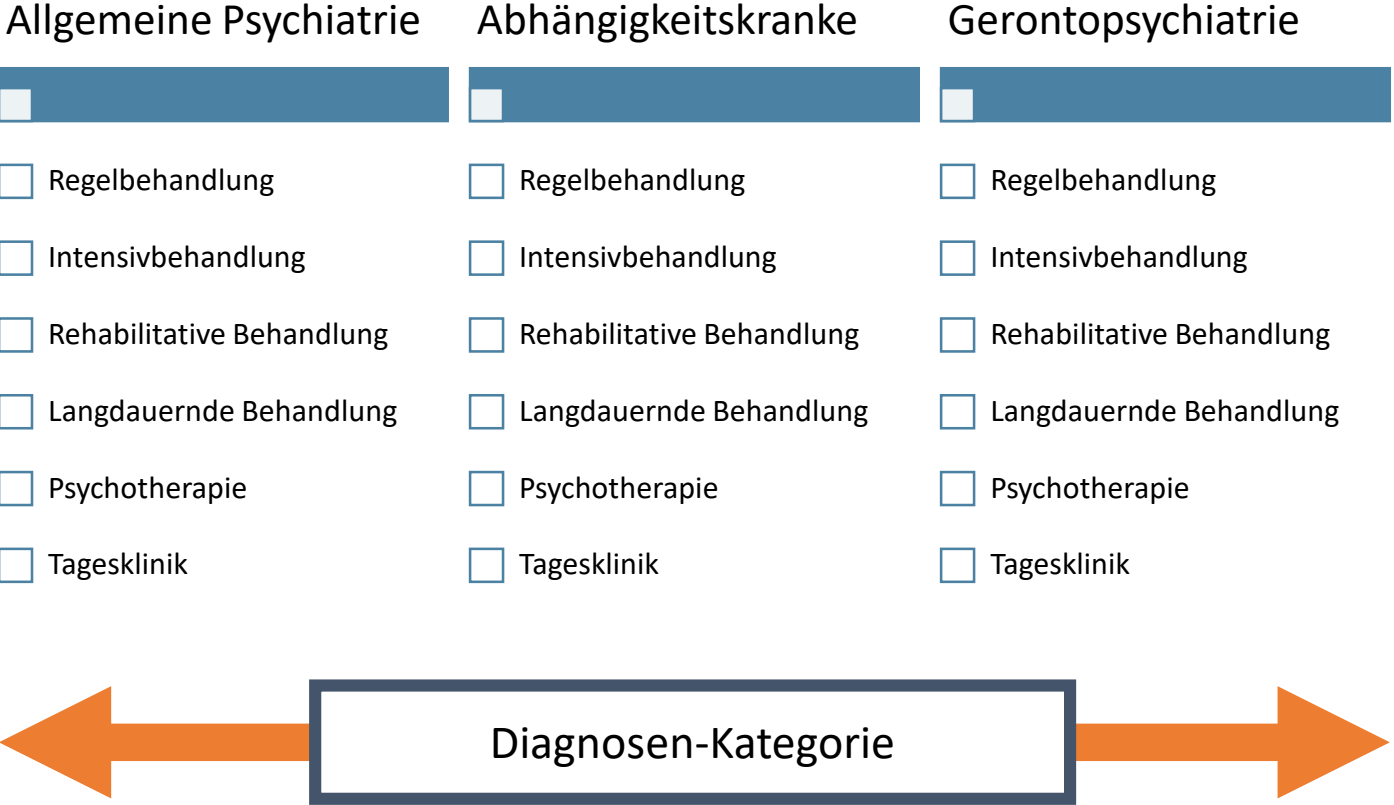 Allgemeine Psychiatrie
Regelbehandlung
Intensivbehandlung
Rehabilitative Behandlung
Langdauernde Behandlung
Psychotherapie
Tagesklinik
Abhängigkeitskranke
Regelbehandlung
Intensivbehandlung
Rehabilitative Behandlung
Langdauernde Behandlung
Psychotherapie
Tagesklinik
Gerontopsychiatrie
Regelbehandlung
Intensivbehandlung
Rehabilitative Behandlung
Langdauernde Behandlung
Psychotherapie
Tagesklinik
Diagnosen-Kategorie